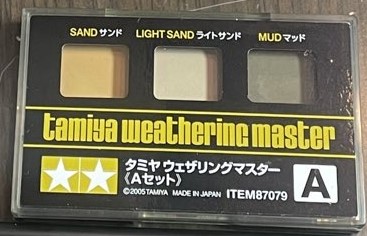 SAND サンド LIGHT SAND ライトサンド MUD マッド
tamiya weathering master
タミヤ ウェザリングマスター
《Aセット》
©2005 TAMIYA MADE IN JAPAN ITEM87079
A